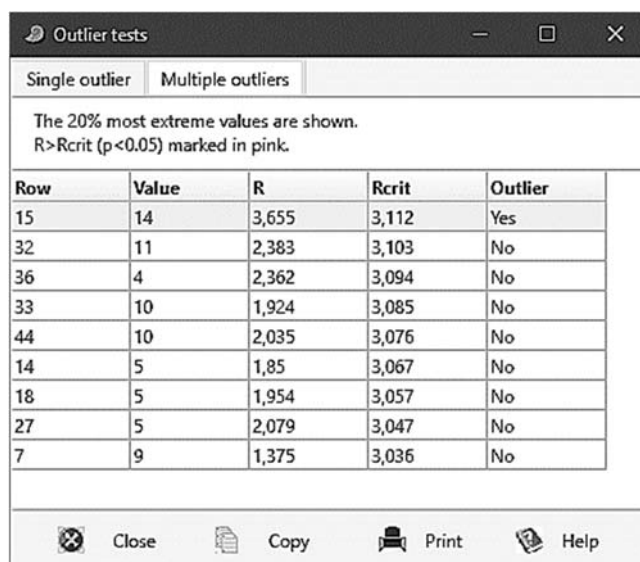 Outlier tests
Single outlier Multiple outliers
The 20% most extreme values are shown.
R>Rcrit (p<0.05) marked in pink.
Row Value R Rcrit Outlier
15 14 3,655 3,112 Yes
32 11 2,383 3,103 No
36 4 2,362 3,094 No
33 10 1,924 3,085 No
44 10 2,035 3,076 No
14 5 1,85 3,067 No
18 5 1,954 3,057 No
27 5 2,079 3,047 No
7 9 1,375 3,036 No
Close Copy Print Help